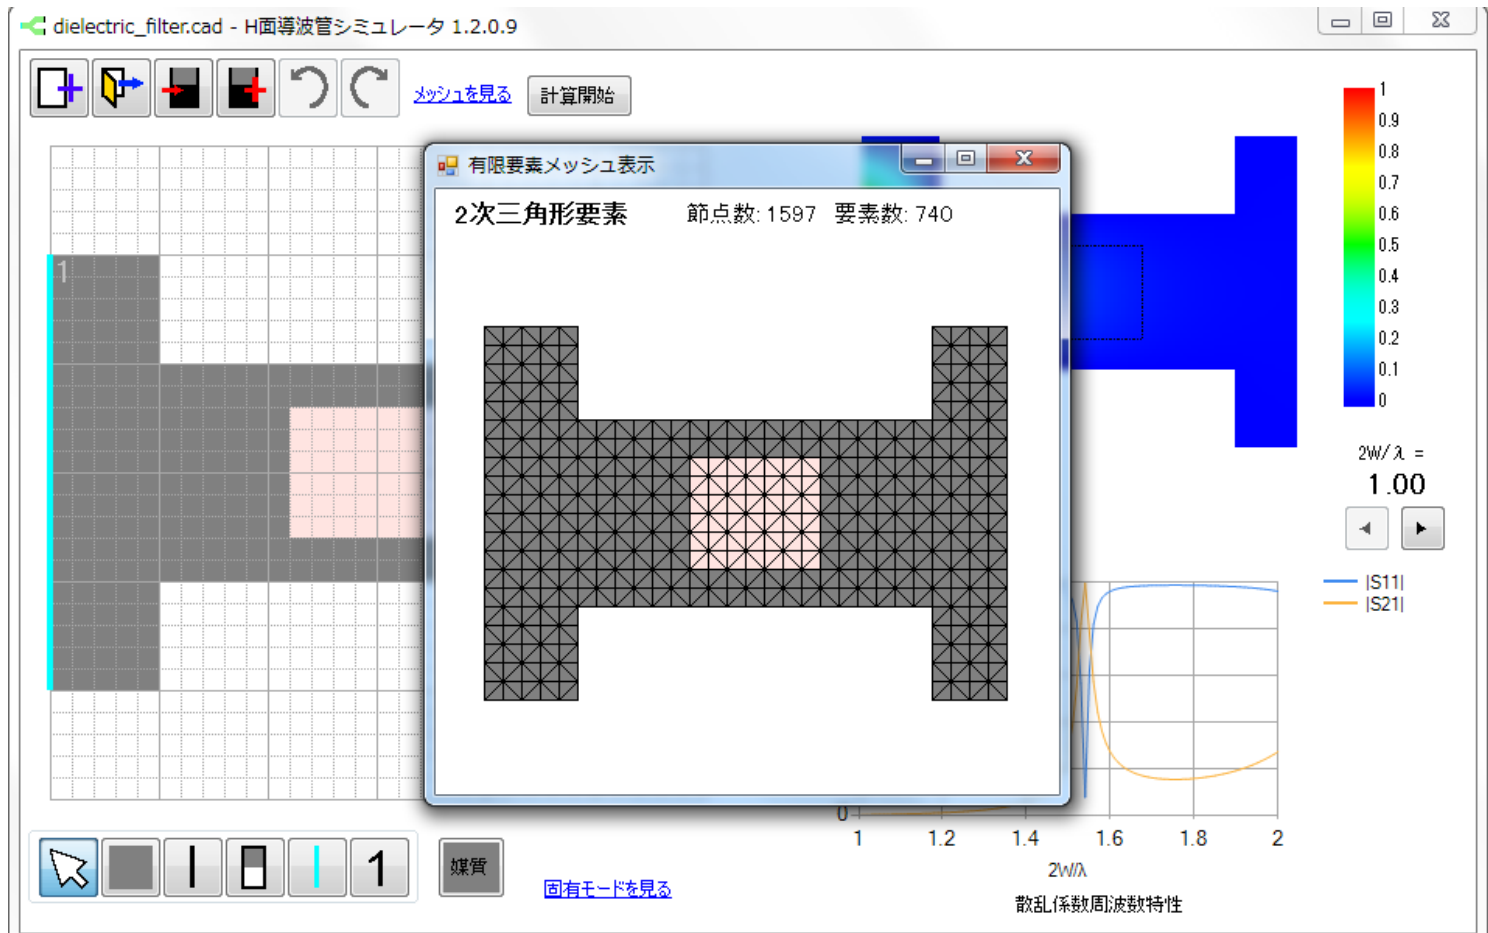 dielectric_filter.cad - H面導波管シミュレータ 1.2.0.9
メッシュを見る
計算開始
有限要素メッシュ表示
2次三角形要素 節点数: 1597 要素数: 740
1
1
0.9
0.8
0.7
0.6
0.5
0.4
0.3
0.2
0.1
0
2W/λ =
1.00
|S11|
|S21|
0
1 1.2 1.4 1.6 1.8 2
2W/λ
散乱係数周波数特性
1
媒質
固有モードを見る